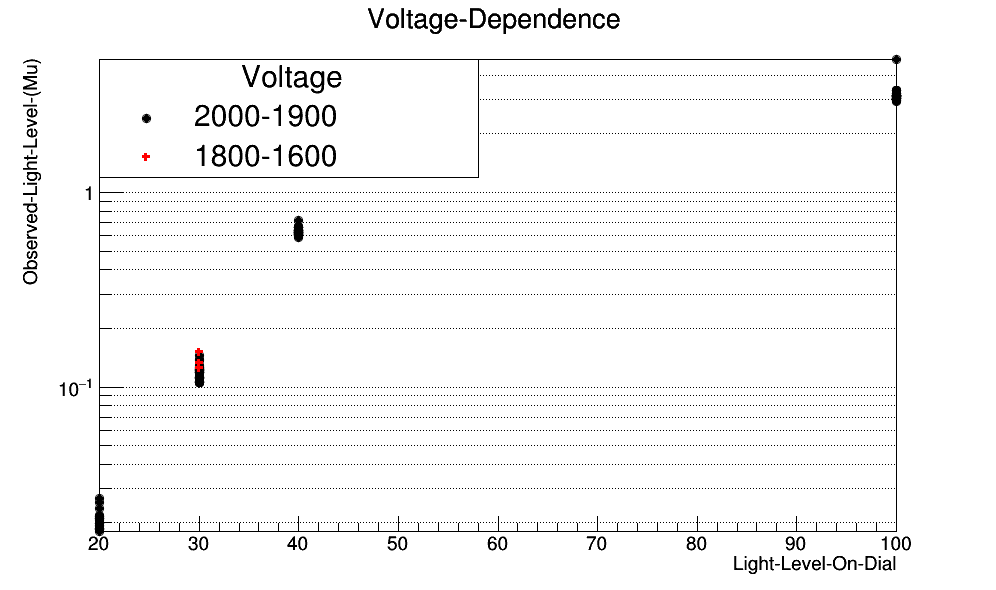 Voltage-Dependence
Observed-Light-Level-(Mu)
Voltage
2000-1900
1800-1600
1
10⁻¹
20 30 40 50 60 70 80 90 100
Light-Level-On-Dial